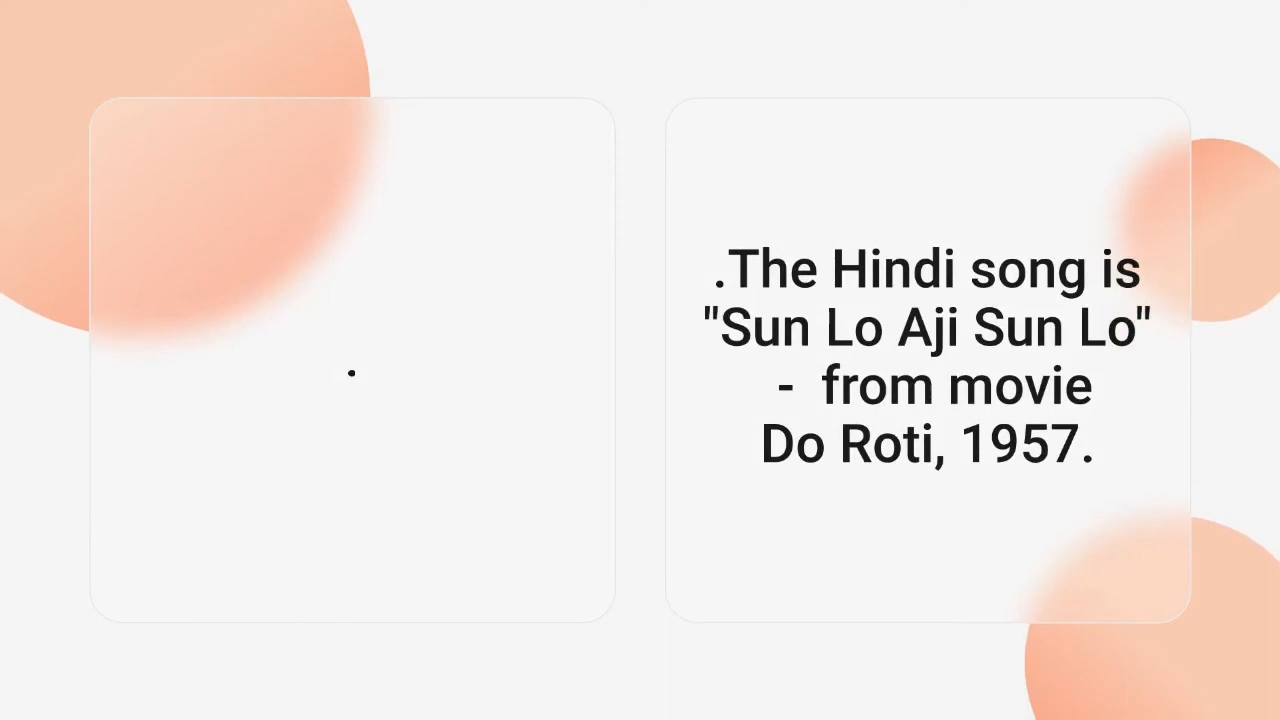 .
.The Hindi song is
"Sun Lo Aji Sun Lo"
-  from movie
Do Roti, 1957.